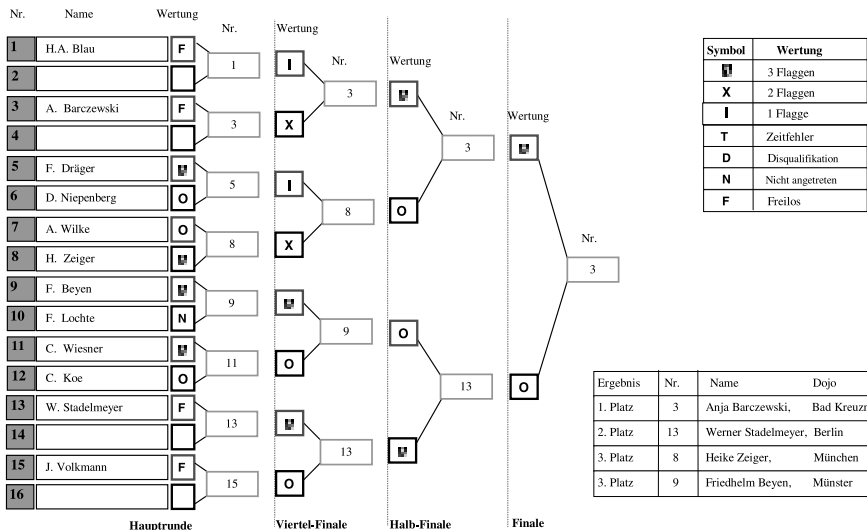 Nr. Name Wertung
Nr.
1 H.A. Blau F
1
2
3 A. Barczewski F
3
4
5 F. Dräger
5
6 D. Niepenberg O
7 A. Wilke O
8
8 H. Zeiger
9 F. Beyen
9
10 F. Lochte N
11 C. Wiesner
11
12 C. Koe O
13 W. Stadelmeyer F
13
14
15 J. Volkmann F
15
16
Hauptrunde
Wertung
Nr.
I
3
X
I
8
X
9
O
13
O
Viertel-Finale
Wertung
Nr.
3
O
O
13
Halb-Finale
Wertung
Nr.
3
O
Finale
Symbol Wertung
3 Flaggen
X 2 Flaggen
I 1 Flagge
T Zeitfehler
D Disqualifikation
N Nicht angetreten
F Freilos
Ergebnis Nr. Name Dojo
1. Platz 3 Anja Barczewski, Bad Kreuzn
2. Platz 13 Werner Stadelmeyer, Berlin
3. Platz 8 Heike Zeiger, München
3. Platz 9 Friedhelm Beyen, Münster